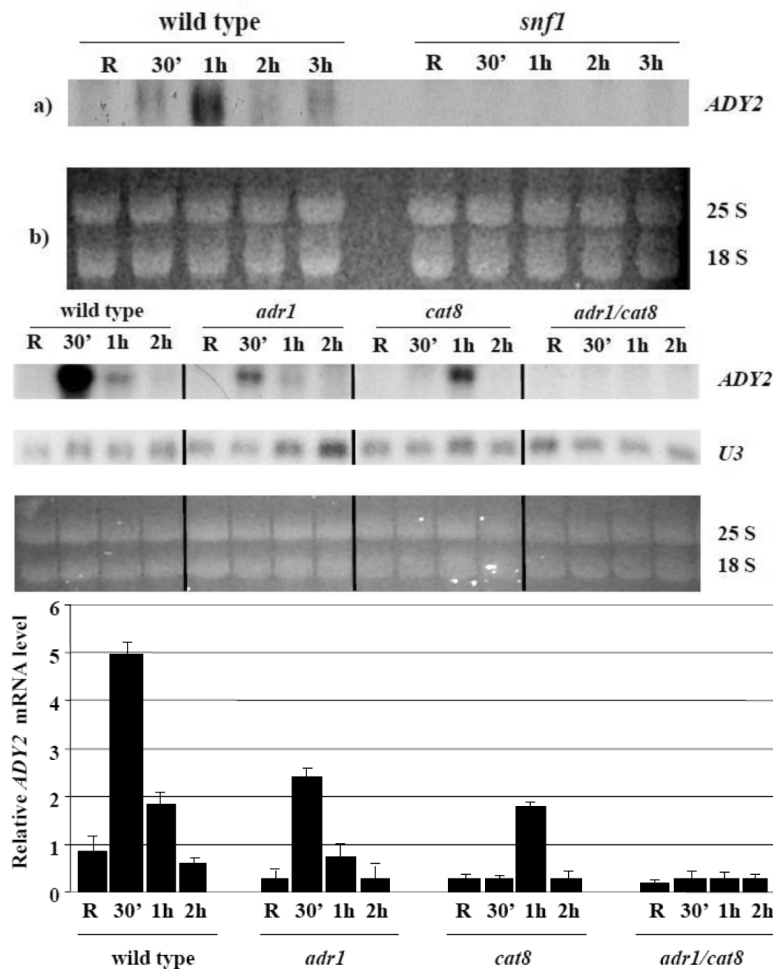 wild type snf1
R 30’ 1h 2h 3h R 30’ 1h 2h 3h
a) ADY2
25 S
b)
18 S
wild type adr1 cat8 adr1/cat8
R 30’ 1h 2h R 30’ 1h 2h R 30’ 1h 2h R 30’ 1h 2h
ADY2
U3
25 S
18 S
Relative ADY2 mRNA level
6
5
4
3
2
1
0
R 30’ 1h 2h R 30’ 1h 2h R 30’ 1h 2h R 30’ 1h 2h
wild type adr1 cat8 adr1/cat8